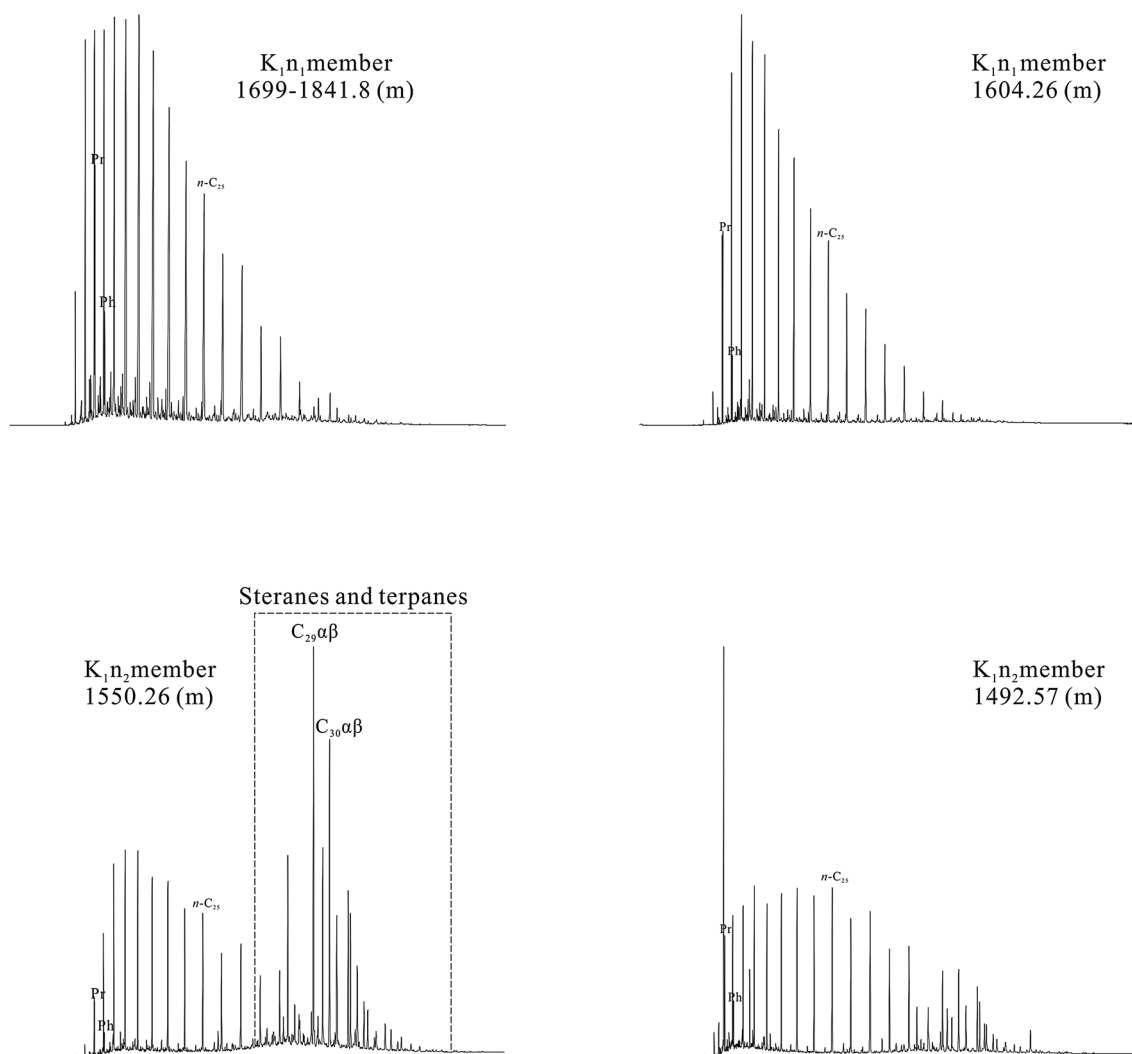 K₁n₁member
1699-1841.8 (m)
Pr
n-C₂₅
Ph
K₁n₁member
1604.26 (m)
Pr
n-C₂₅
Ph
Steranes and terpanes
C₂₉αβ
K₁n₂member
1550.26 (m)
C₃₀αβ
n-C₂₅
Pr
Ph
K₁n₂member
1492.57 (m)
n-C₂₅
Pr
Ph